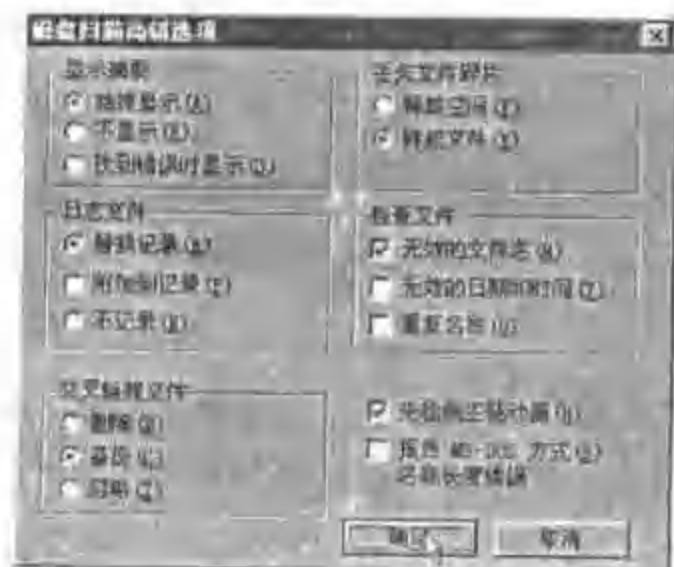 磁盘扫描高级选项
显示摘要
始终显示(A)
不显示
找到错误时显示(O)
丢失文件碎片
释放空间(F)
转成文件
日志文件
替换记录
附加到记录
不记录
检查文件
无效的文件名
无效的日期和时间
重复名称
交叉链接文件
删除
备份(C)
忽略
先检查主驱动器
报告 MS-DOS 方式
名称长度错误
确定
取消